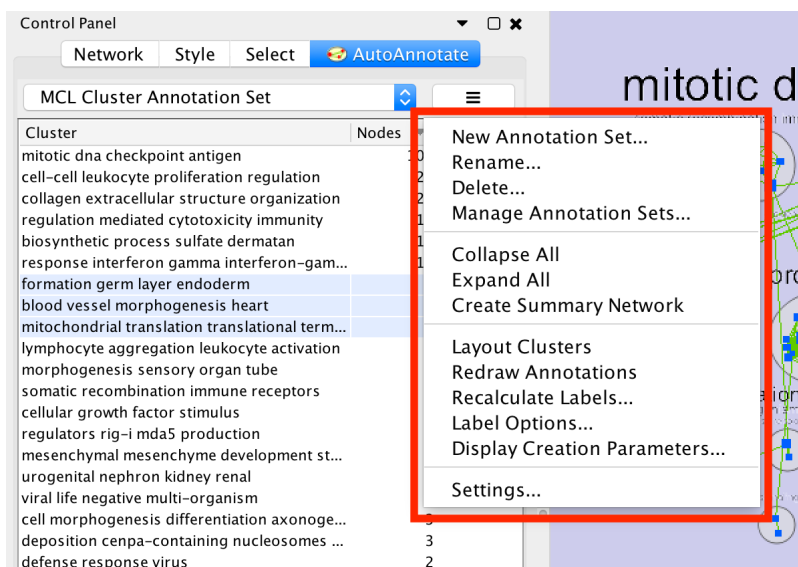 Control Panel
Network Style Select AutoAnnotate
MCL Cluster Annotation Set
mitotic d
Cluster Nodes
mitotic dna checkpoint antigen
cell-cell leukocyte proliferation regulation
collagen extracellular structure organization
regulation mediated cytotoxicity immunity
biosynthetic process sulfate dermatan
response interferon gamma interferon-gam...
formation germ layer endoderm
blood vessel morphogenesis heart
mitochondrial translation translational term...
lymphocyte aggregation leukocyte activation
morphogenesis sensory organ tube
somatic recombination immune receptors
cellular growth factor stimulus
regulators rig-i mda5 production
mesenchymal mesenchyme development st...
urogenital nephron kidney renal
viral life negative multi-organism
cell morphogenesis differentiation axonoge... 3
deposition cenpa-containing nucleosomes ... 3
defense response virus 2
New Annotation Set...
Rename...
Delete...
Manage Annotation Sets...
Collapse All
Expand All
Create Summary Network
Layout Clusters
Redraw Annotations
Recalculate Labels...
Label Options...
Display Creation Parameters...
Settings...